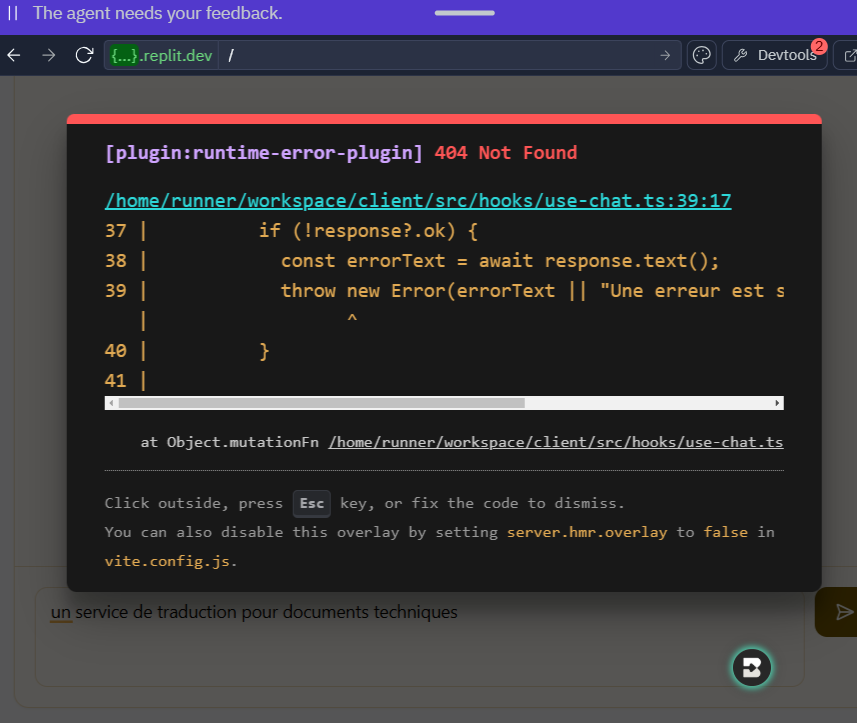 The agent needs your feedback.
{...}.replit.dev /
Devtools 2
[plugin:runtime-error-plugin] 404 Not Found
/home/runner/workspace/client/src/hooks/use-chat.ts:39:17
37 | if (!response?.ok) {
38 | const errorText = await response.text();
39 | throw new Error(errorText || "Une erreur est s
| ^
40 | }
41 |
at Object.mutationFn /home/runner/workspace/client/src/hooks/use-chat.ts
Click outside, press Esc key, or fix the code to dismiss.
You can also disable this overlay by setting server.hmr.overlay to false in
vite.config.js.
un service de traduction pour documents techniques